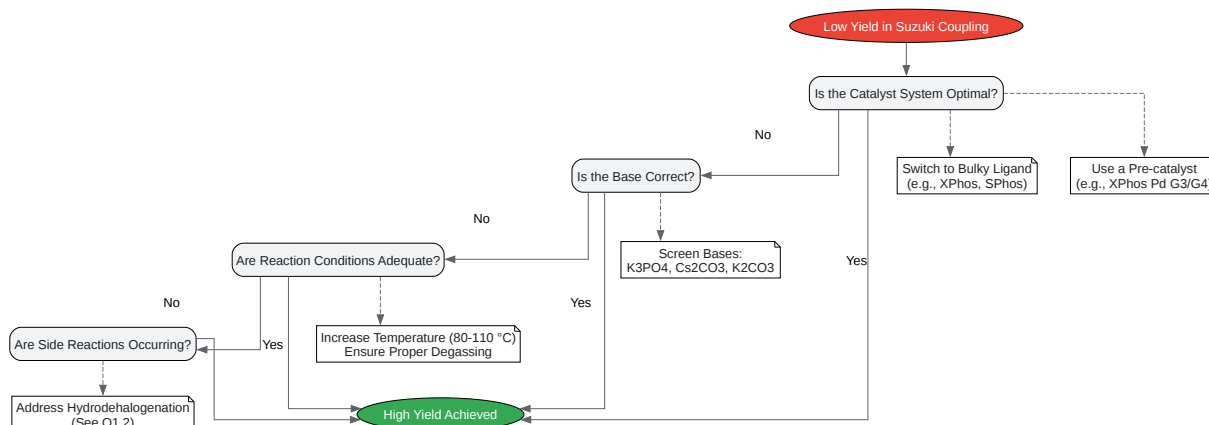 Low Yield in Suzuki Coupling
Is the Catalyst System Optimal?
No
Switch to Bulky Ligand
(e.g., XPhos, SPhos)
Use a Pre-catalyst
(e.g., XPhos Pd G3/G4)
Is the Base Correct?
No
Screen Bases:
K3PO4, Cs2CO3, K2CO3
Yes
Are Reaction Conditions Adequate?
No
Yes
Increase Temperature (80-110 °C)
Ensure Proper Degassing
Yes
Are Side Reactions Occurring?
Address Hydrodehalogenation
(See Q1.2)
High Yield Achieved